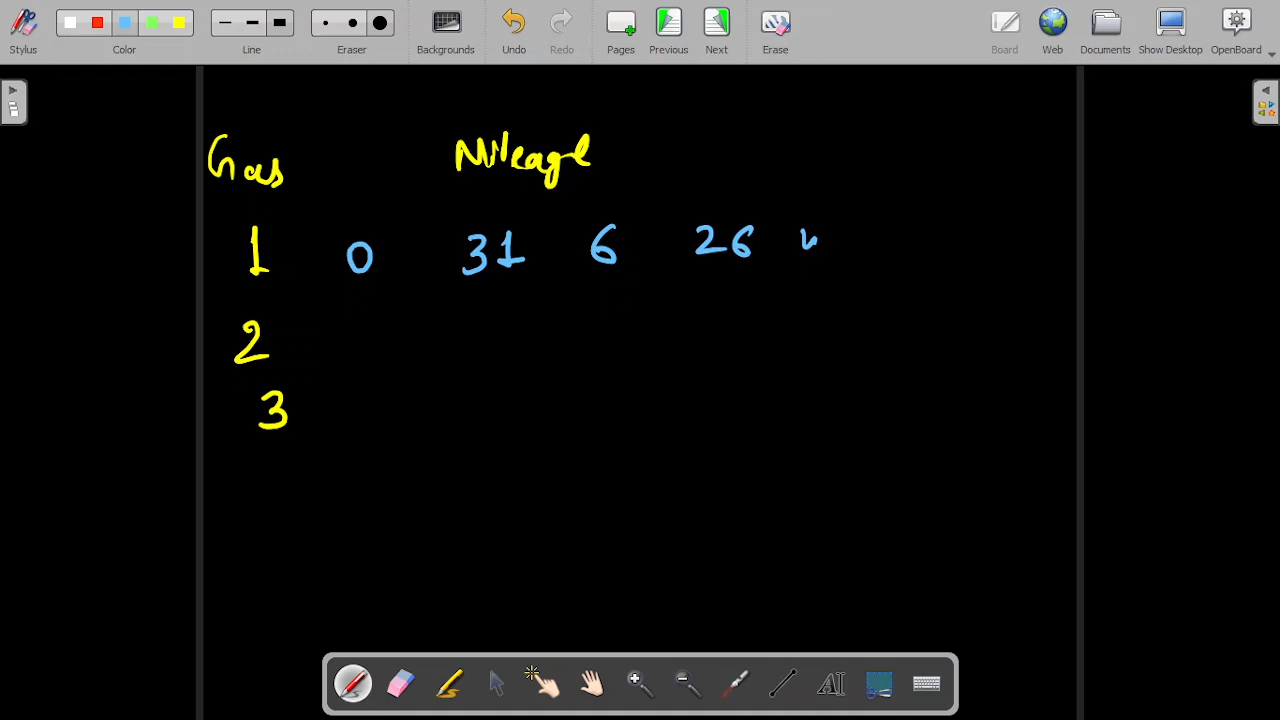 Stylus Color Line Eraser Backgrounds Undo Redo Pages Previous Next Erase Board Web Documents Show Desktop OpenBoard
Gas Mileage
1 0 31 6 26
2
3
AI